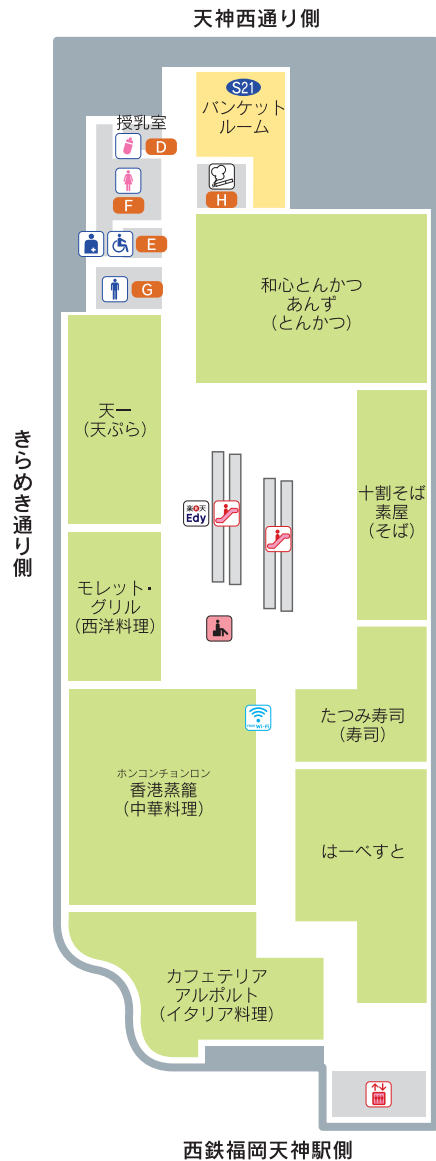 天神西通り側
S21
バンケット
ルーム
授乳室
D
F
H
E
G
和心とんかつ
あんず
(とんかつ)
天一
(天ぷら)
きらめき通り側
十割そば
素屋
(そば)
楽天
Edy
モレット・
グリル
(西洋料理)
FREE Wi-Fi
たつみ寿司
(寿司)
ホンコンチョンロン
香港蒸籠
(中華料理)
はーべすと
カフェテリア
アルポルト
(イタリア料理)
西鉄福岡天神駅側